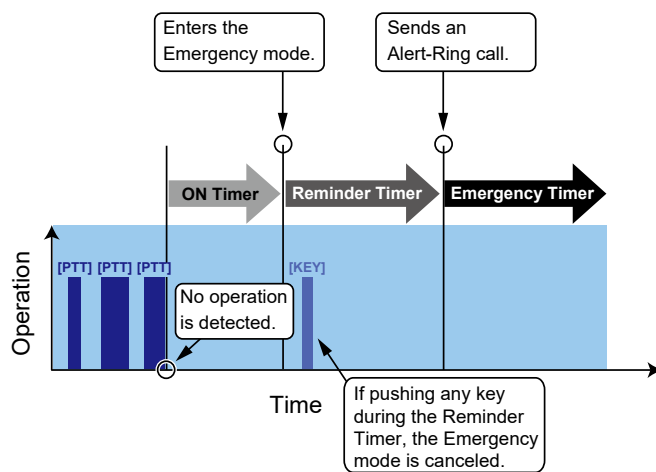 Enters the
Emergency mode.
Sends an
Alert-Ring call.
ON Timer
Reminder Timer
Emergency Timer
[PTT] [PTT] [PTT]
[KEY]
No operation
is detected.
Operation
Time
If pushing any key
during the Reminder
Timer, the Emergency
mode is canceled.